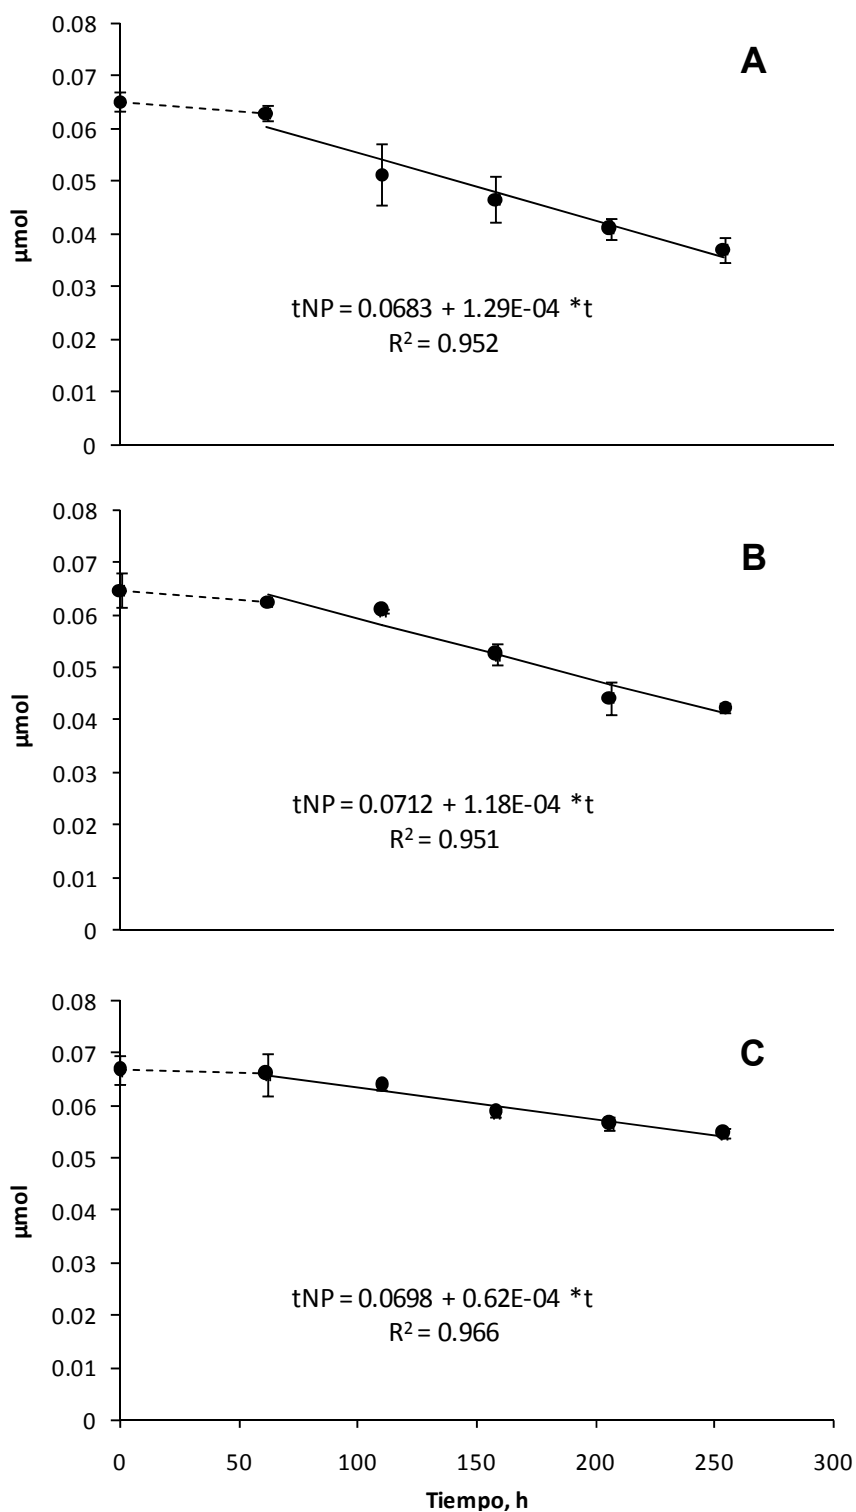 0.08
A
0.07
0.06
0.05
0.04
0.03
0.02
0.01
0
µmol
tNP = 0.0683 + 1.29E-04 *t
R² = 0.952
0.08
B
0.07
0.06
0.05
0.04
0.03
0.02
0.01
0
µmol
tNP = 0.0712 + 1.18E-04 *t
R² = 0.951
0.08
C
0.07
0.06
0.05
0.04
0.03
0.02
0.01
0
µmol
tNP = 0.0698 + 0.62E-04 *t
R² = 0.966
0 50 100 150 200 250 300
Tiempo, h